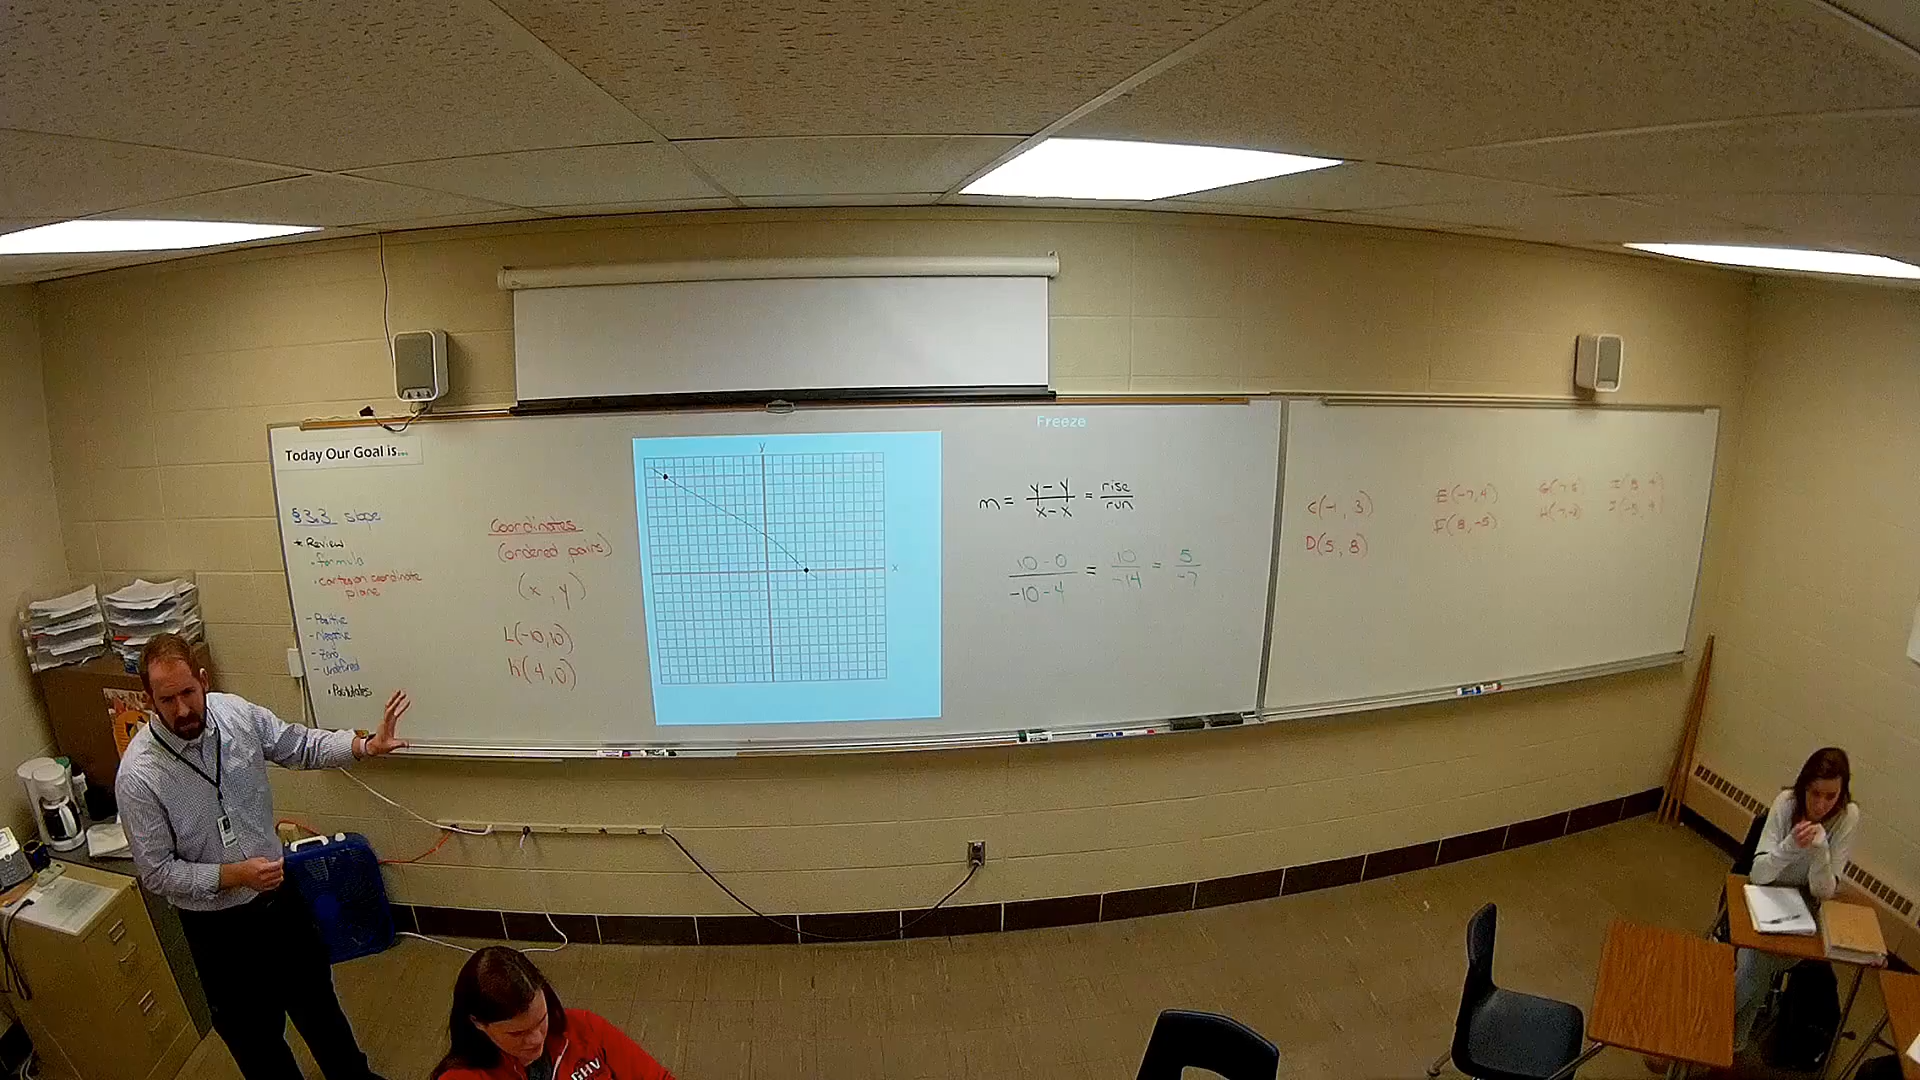 Today Our Goal is...
§3.3 slope
* Review
- formula
- cartesian coordinate
plane
- Positive
- Negative
- Zero
- undefined
• Postulates
Coordinates
(ordered pairs)
(x, y)
L(-10,10)
K(4,0)
y
x
Freeze
m = y-y / x-x = rise / run
10-0 / -10-4 = 10 / -14 = 5 / -7
C(-1, 3)
D(5, 8)
E(-7,4)
F(8,-5)
GHV